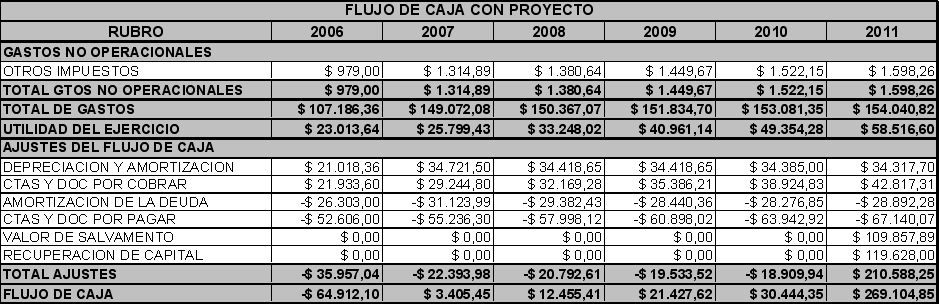 FLUJO DE CAJA CON PROYECTO
RUBRO 2006 2007 2008 2009 2010 2011
GASTOS NO OPERACIONALES
OTROS IMPUESTOS $ 979,00 $ 1.314,89 $ 1.380,64 $ 1.449,67 $ 1.522,15 $ 1.598,26
TOTAL GTOS NO OPERACIONALES $ 979,00 $ 1.314,89 $ 1.380,64 $ 1.449,67 $ 1.522,15 $ 1.598,26
TOTAL DE GASTOS $ 107.186,36 $ 149.072,08 $ 150.367,07 $ 151.834,70 $ 153.081,35 $ 154.040,82
UTILIDAD DEL EJERCICIO $ 23.013,64 $ 25.799,43 $ 33.248,02 $ 40.961,14 $ 49.354,28 $ 58.516,60
AJUSTES DEL FLUJO DE CAJA
DEPRECIACION Y AMORTIZACION $ 21.018,36 $ 34.721,50 $ 34.418,65 $ 34.418,65 $ 34.385,00 $ 34.317,70
CTAS Y DOC POR COBRAR $ 21.933,60 $ 29.244,80 $ 32.169,28 $ 35.386,21 $ 38.924,83 $ 42.817,31
AMORTIZACION DE LA DEUDA -$ 26.303,00 -$ 31.123,99 -$ 29.382,43 -$ 28.440,36 -$ 28.276,85 -$ 28.892,28
CTAS Y DOC POR PAGAR -$ 52.606,00 -$ 55.236,30 -$ 57.998,12 -$ 60.898,02 -$ 63.942,92 -$ 67.140,07
VALOR DE SALVAMENTO $ 0,00 $ 0,00 $ 0,00 $ 0,00 $ 0,00 $ 109.857,89
RECUPERACION DE CAPITAL $ 0,00 $ 0,00 $ 0,00 $ 0,00 $ 0,00 $ 119.628,00
TOTAL AJUSTES -$ 35.957,04 -$ 22.393,98 -$ 20.792,61 -$ 19.533,52 -$ 18.909,94 $ 210.588,25
FLUJO DE CAJA -$ 64.912,10 $ 3.405,45 $ 12.455,41 $ 21.427,62 $ 30.444,35 $ 269.104,85